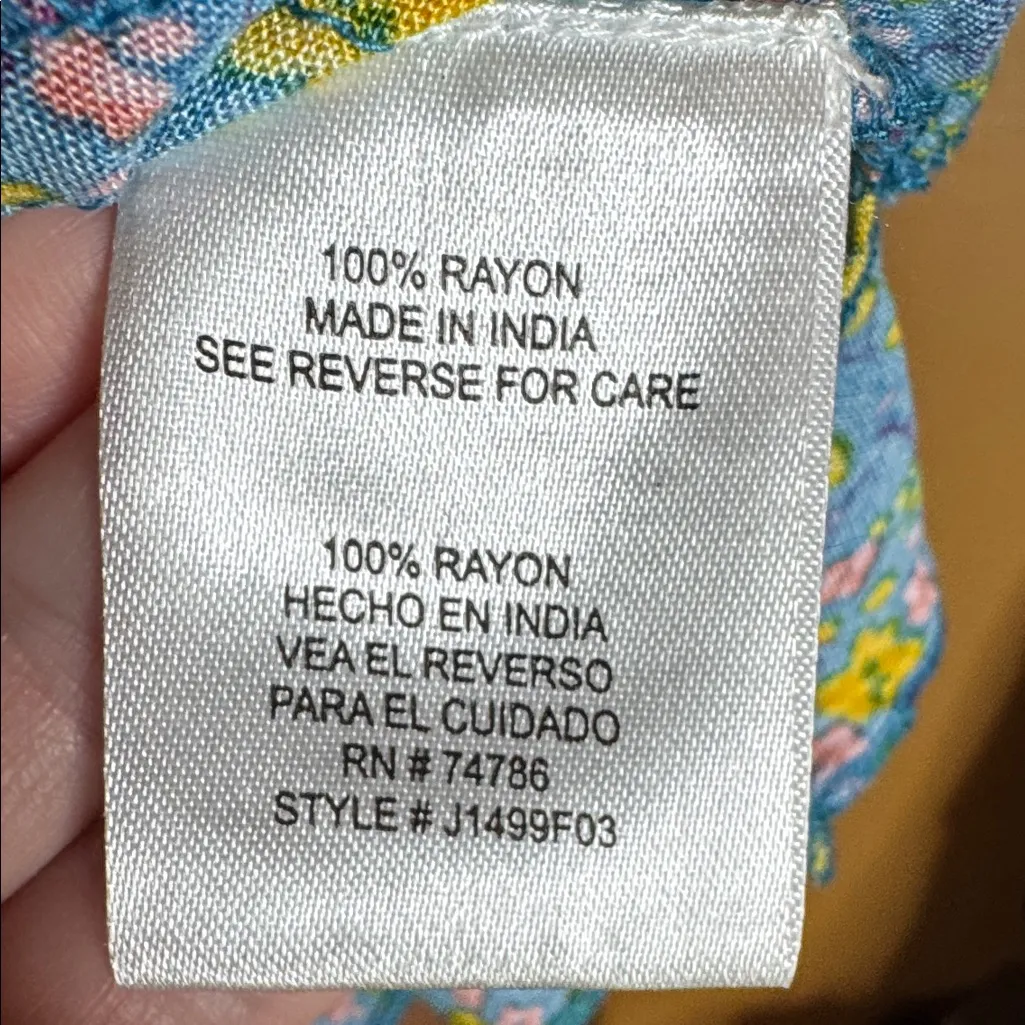 100% RAYON
MADE IN INDIA
SEE REVERSE FOR CARE
100% RAYON
HECHO EN INDIA
VEA EL REVERSO
PARA EL CUIDADO
RN # 74786
STYLE # J1499F03